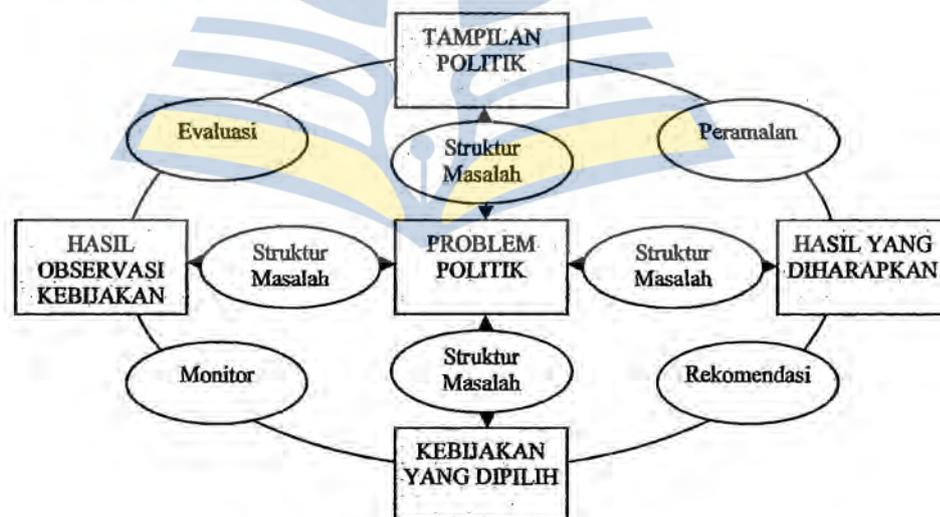 TAMPILAN
POLITIK
Evaluasi
Peramalan
Struktur
Masalah
HASIL
OBSERVASI
KEBIJAKAN
Struktur
Masalah
PROBLEM
POLITIK
Struktur
Masalah
HASIL YANG
DIHARAPKAN
Monitor
Struktur
Masalah
Rekomendasi
KEBIJAKAN
YANG DIPILIH